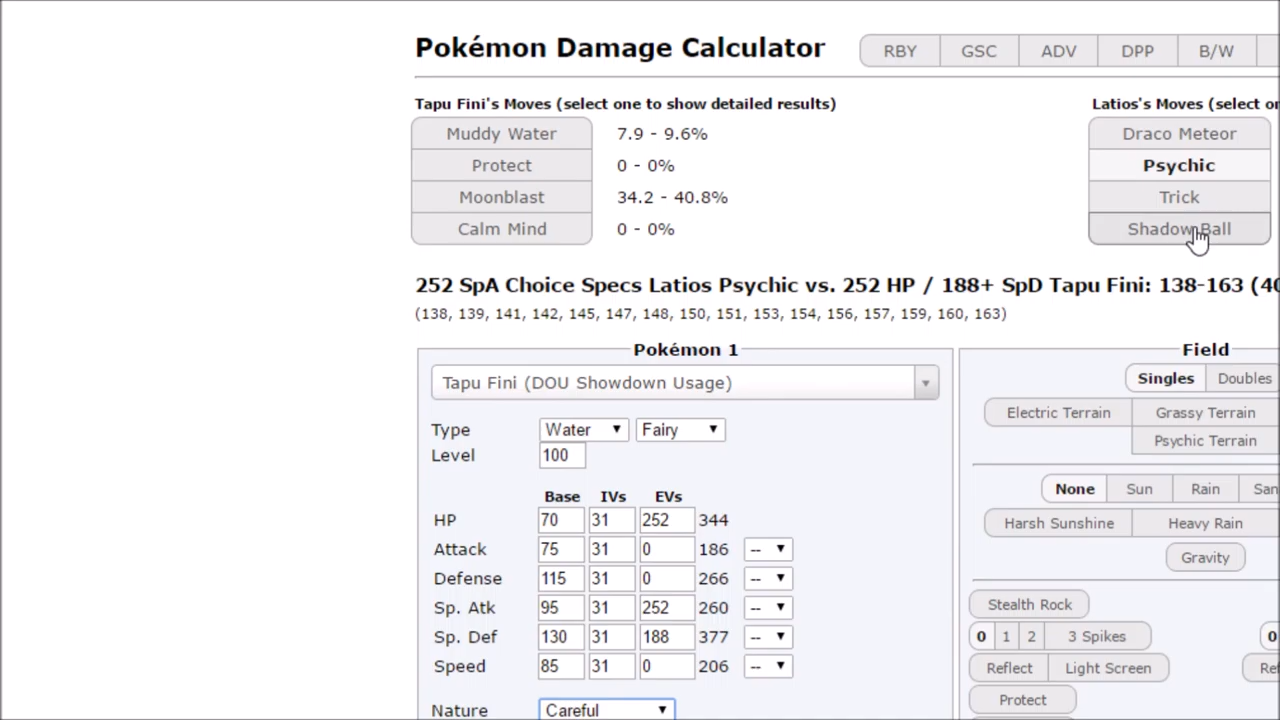 Pokémon Damage Calculator RBY GSC ADV DPP B/W
Tapu Fini's Moves (select one to show detailed results) Latios's Moves (select
Muddy Water 7.9 - 9.6% Draco Meteor
Protect 0 - 0% Psychic
Moonblast 34.2 - 40.8% Trick
Calm Mind 0 - 0% Shadow Ball
252 SpA Choice Specs Latios Psychic vs. 252 HP / 188+ SpD Tapu Fini: 138-163 (40
(138, 139, 141, 142, 145, 147, 148, 150, 151, 153, 154, 156, 157, 159, 160, 163)
Pokémon 1 Field
Tapu Fini (DOU Showdown Usage) Singles Doubles
Electric Terrain Grassy Terrain
Type Water Fairy
Psychic Terrain
Level 100
Base IVs EVs None Sun Rain
HP 70 31 252 344 Harsh Sunshine Heavy Rain
Attack 75 31 0 186 -- Gravity
Defense 115 31 0 266 --
Sp. Atk 95 31 252 260 -- Stealth Rock
Sp. Def 130 31 188 377 -- 0 1 2 3 Spikes 0
Speed 85 31 0 206 -- Reflect Light Screen
Protect
Nature Careful